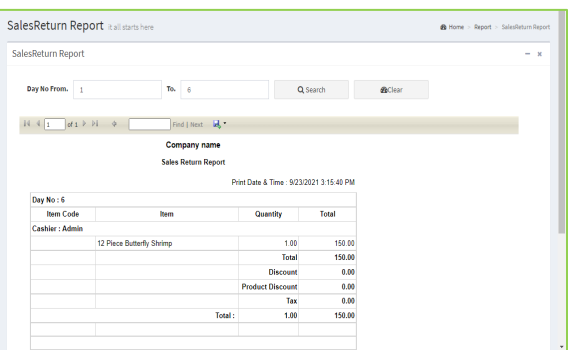 SalesReturn Report it all starts here
Home > Report > SalesReturn Report
SalesReturn Report
Day No From. 1 To. 6 Search Clear
1 of 1 Find | Next
Company name
Sales Return Report
Print Date & Time : 9/23/2021 3:15:40 PM
Day No : 6
Item Code Item Quantity Total
Cashier : Admin
12 Piece Butterfly Shrimp 1.00 150.00
Total 150.00
Discount 0.00
Product Discount 0.00
Tax 0.00
Total : 1.00 150.00